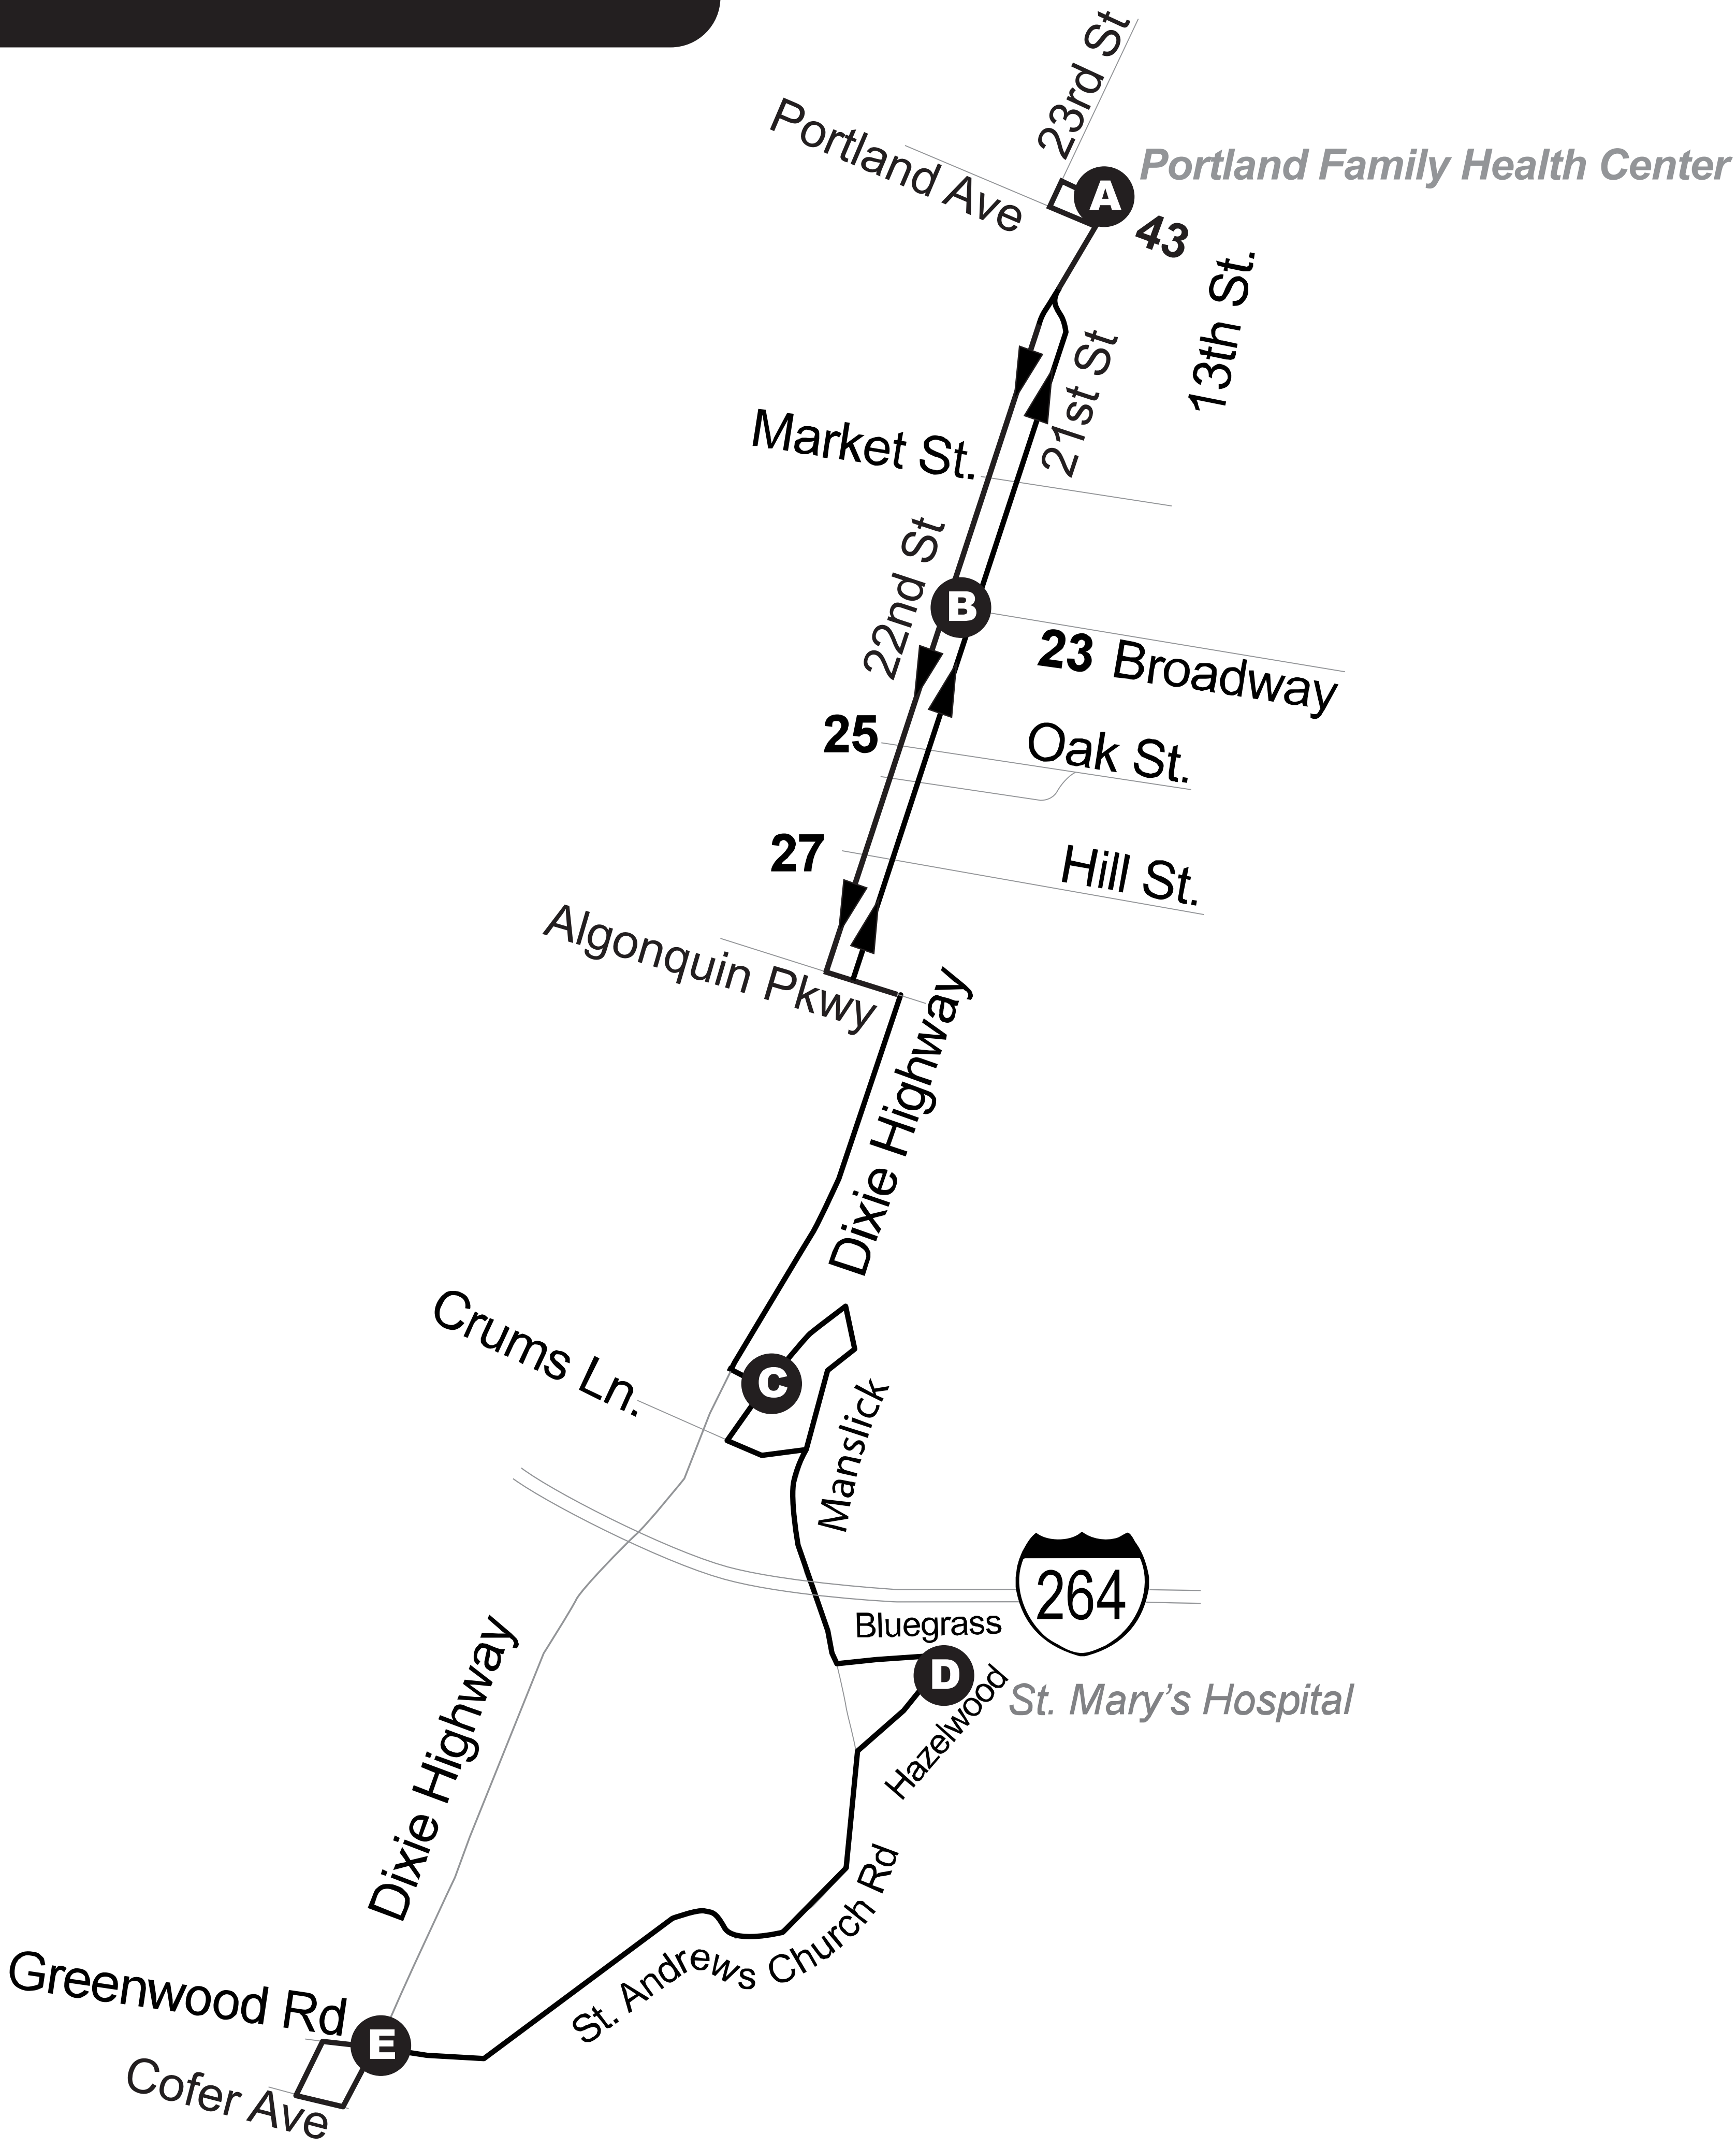 23rd St
Portland Ave
A
Portland Family Health Center
43
13th St.
21st St
Market St.
22nd St
B
23 Broadway
25
Oak St.
27
Hill St.
Algonquin Pkwy
Dixie Highway
Crums Ln.
C
Manslick
264
Bluegrass
D
Hazelwood
St. Mary's Hospital
Dixie Highway
St. Andrews Church Rd
Greenwood Rd
E
Cofer Ave